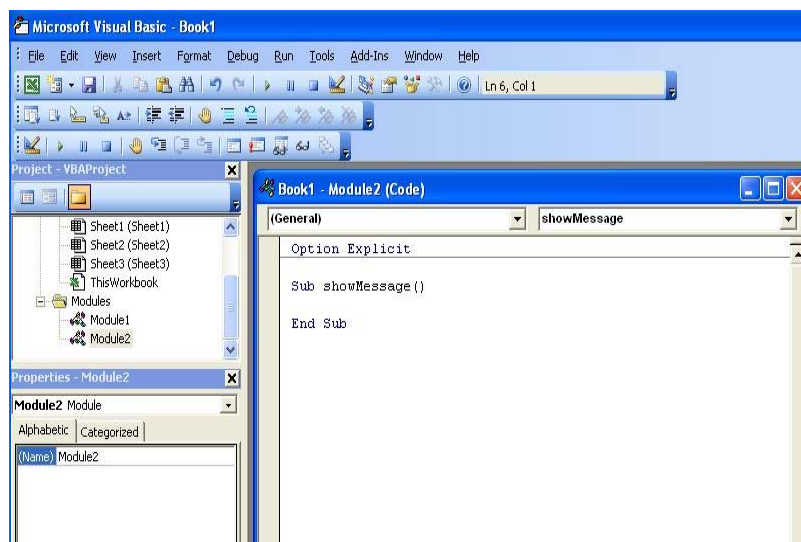 Microsoft Visual Basic - Book1
File Edit View Insert Format Debug Run Tools Add-Ins Window Help
Ln 6, Col 1
Project - VBAProject
Sheet1 (Sheet1)
Sheet2 (Sheet2)
Sheet3 (Sheet3)
ThisWorkbook
Modules
Module1
Module2
Properties - Module2
Module2 Module
Alphabetic Categorized
(Name) Module2
Book1 - Module2 (Code)
(General) showMessage
Option Explicit
Sub showMessage()
End Sub